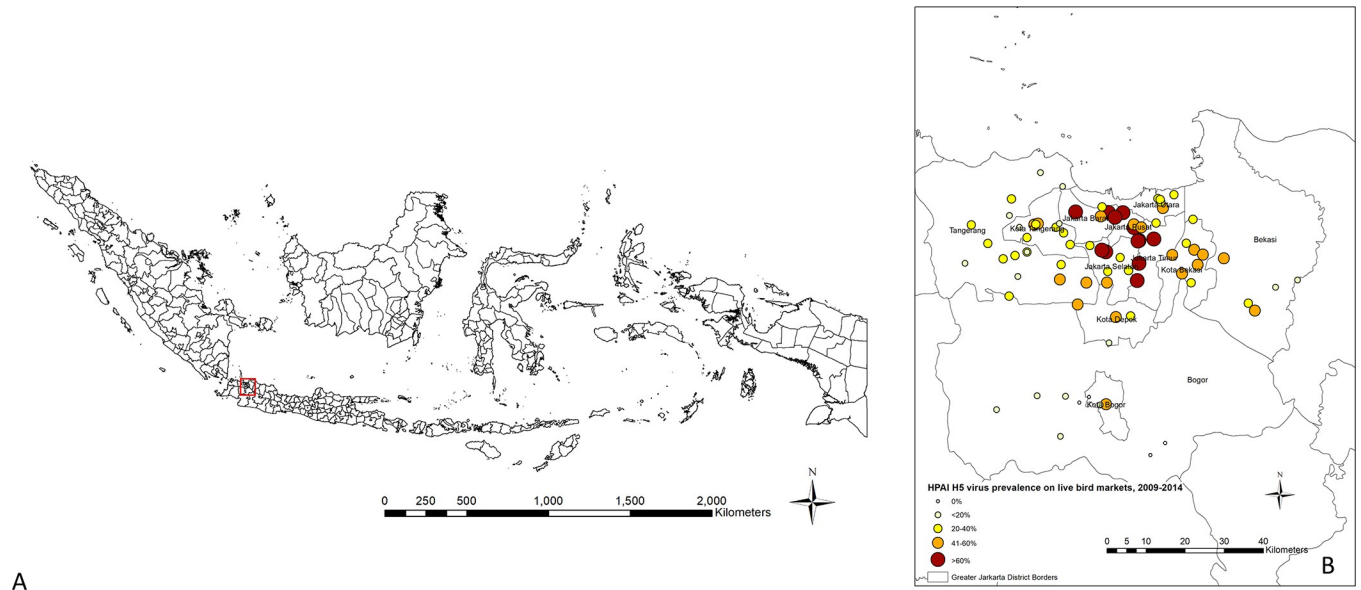 N
0 250 500 1,000 1,500 2,000
Kilometers
A
Jakarta Utara
Jakarta Barat
Jakarta Pusat
Tangerang
Kota Tangerang
Bekasi
Jakarta Timur
Jakarta Selatan
Kota Bekasi
Kota Depok
Bogor
Kota Bogor
HPAI H5 virus prevalence on live bird markets, 2009-2014
0%
<20%
20-40%
41-60%
>60%
Greater Jarkarta District Borders
N
0 5 10 20 30 40
Kilometers
B